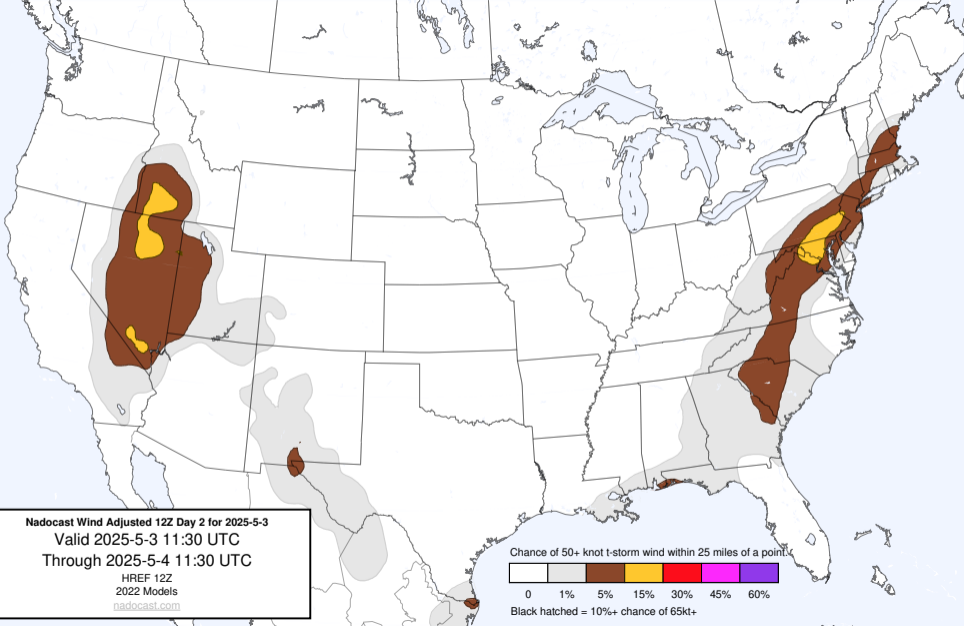 Nadocast Wind Adjusted 12Z Day 2 for 2025-5-3
Valid 2025-5-3 11:30 UTC
Through 2025-5-4 11:30 UTC
HREF 12Z
2022 Models
nadocast.com
Chance of 50+ knot t-storm wind within 25 miles of a point.
0 1% 5% 15% 30% 45% 60%
Black hatched = 10%+ chance of 65kt+